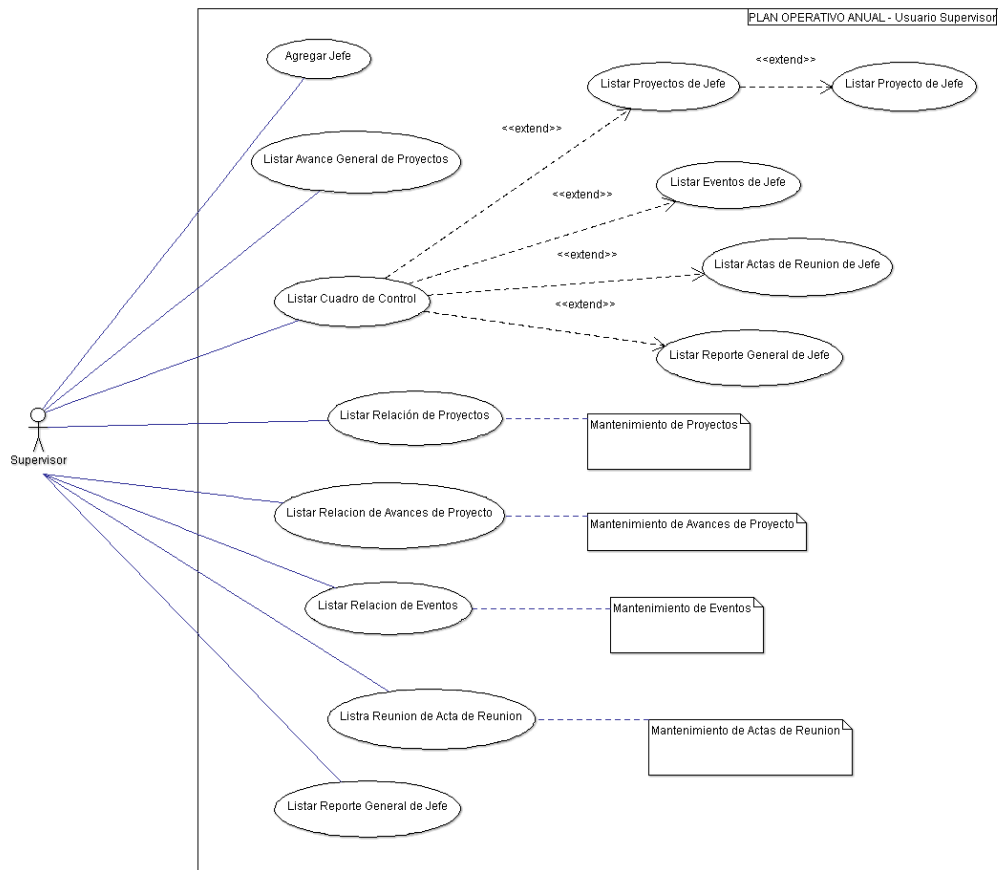 PLAN OPERATIVO ANUAL - Usuario Supervisor
Agregar Jefe
<<extend>>
Listar Proyectos de Jefe
Listar Proyecto de Jefe
<<extend>>
Listar Avance General de Proyectos
Listar Eventos de Jefe
<<extend>>
<<extend>>
Listar Actas de Reunion de Jefe
Listar Cuadro de Control
<<extend>>
Listar Reporte General de Jefe
Listar Relación de Proyectos
Mantenimiento de Proyectos
Supervisor
Listar Relacion de Avances de Proyecto
Mantenimiento de Avances de Proyecto
Listar Relacion de Eventos
Mantenimiento de Eventos
Listra Reunion de Acta de Reunion
Mantenimiento de Actas de Reunion
Listar Reporte General de Jefe